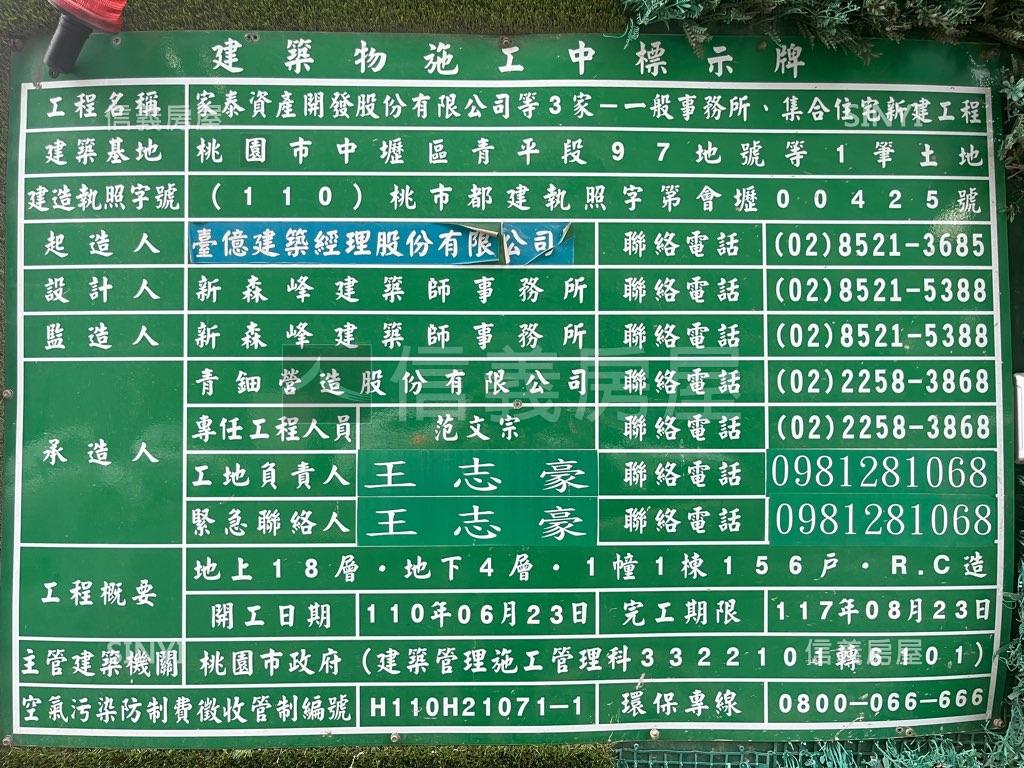 建築物施工中標示牌
工程名稱 家泰資產開發股份有限公司等3家－一般事務所、集合住宅新建工程
建築基地 桃園市中壢區青平段97地號等1筆土地
建造執照字號 (110)桃市都建執照字第會壢00425號
起造人 臺億建築經理股份有限公司 聯絡電話 (02)8521-3685
設計人 新森峰建築師事務所 聯絡電話 (02)8521-5388
監造人 新森峰建築師事務所 聯絡電話 (02)8521-5388
承造人 青鈿營造股份有限公司 聯絡電話 (02)2258-3868
專任工程人員 范文宗 聯絡電話 (02)2258-3868
工地負責人 王志豪 聯絡電話 0981281068
緊急聯絡人 王志豪 聯絡電話 0981281068
工程概要 地上18層·地下4層·1幢1棟156戶·R.C造
開工日期 110年06月23日 完工期限 117年08月23日
主管建築機關 桃園市政府(建築管理施工管理科3322101轉6101)
空氣污染防制費徵收管制編號 H110H21071-1 環保專線 0800-066-666
信義房屋
SINYI
信義房屋
SINYI
信義房屋